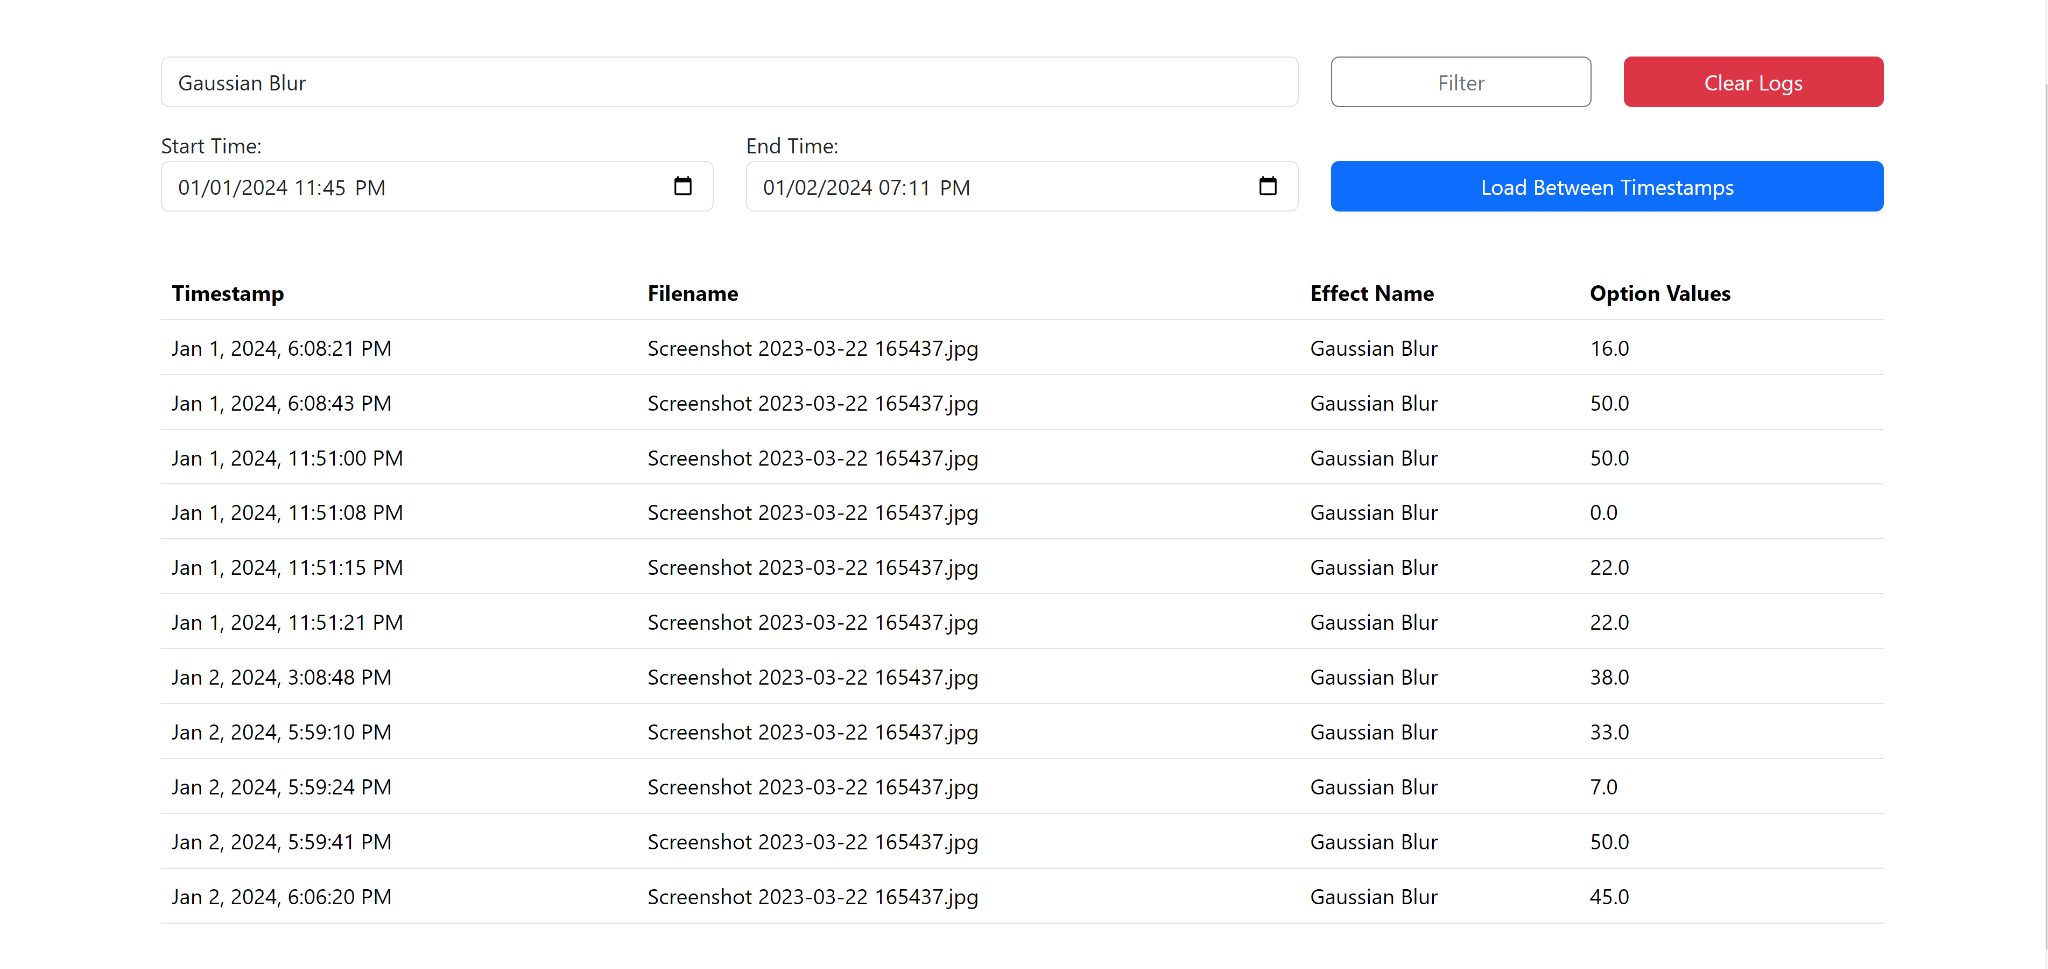 Gaussian Blur Filter Clear Logs
Start Time: End Time:
01/01/2024 11:45 PM 01/02/2024 07:11 PM Load Between Timestamps
Timestamp Filename Effect Name Option Values
Jan 1, 2024, 6:08:21 PM Screenshot 2023-03-22 165437.jpg Gaussian Blur 16.0
Jan 1, 2024, 6:08:43 PM Screenshot 2023-03-22 165437.jpg Gaussian Blur 50.0
Jan 1, 2024, 11:51:00 PM Screenshot 2023-03-22 165437.jpg Gaussian Blur 50.0
Jan 1, 2024, 11:51:08 PM Screenshot 2023-03-22 165437.jpg Gaussian Blur 0.0
Jan 1, 2024, 11:51:15 PM Screenshot 2023-03-22 165437.jpg Gaussian Blur 22.0
Jan 1, 2024, 11:51:21 PM Screenshot 2023-03-22 165437.jpg Gaussian Blur 22.0
Jan 2, 2024, 3:08:48 PM Screenshot 2023-03-22 165437.jpg Gaussian Blur 38.0
Jan 2, 2024, 5:59:10 PM Screenshot 2023-03-22 165437.jpg Gaussian Blur 33.0
Jan 2, 2024, 5:59:24 PM Screenshot 2023-03-22 165437.jpg Gaussian Blur 7.0
Jan 2, 2024, 5:59:41 PM Screenshot 2023-03-22 165437.jpg Gaussian Blur 50.0
Jan 2, 2024, 6:06:20 PM Screenshot 2023-03-22 165437.jpg Gaussian Blur 45.0